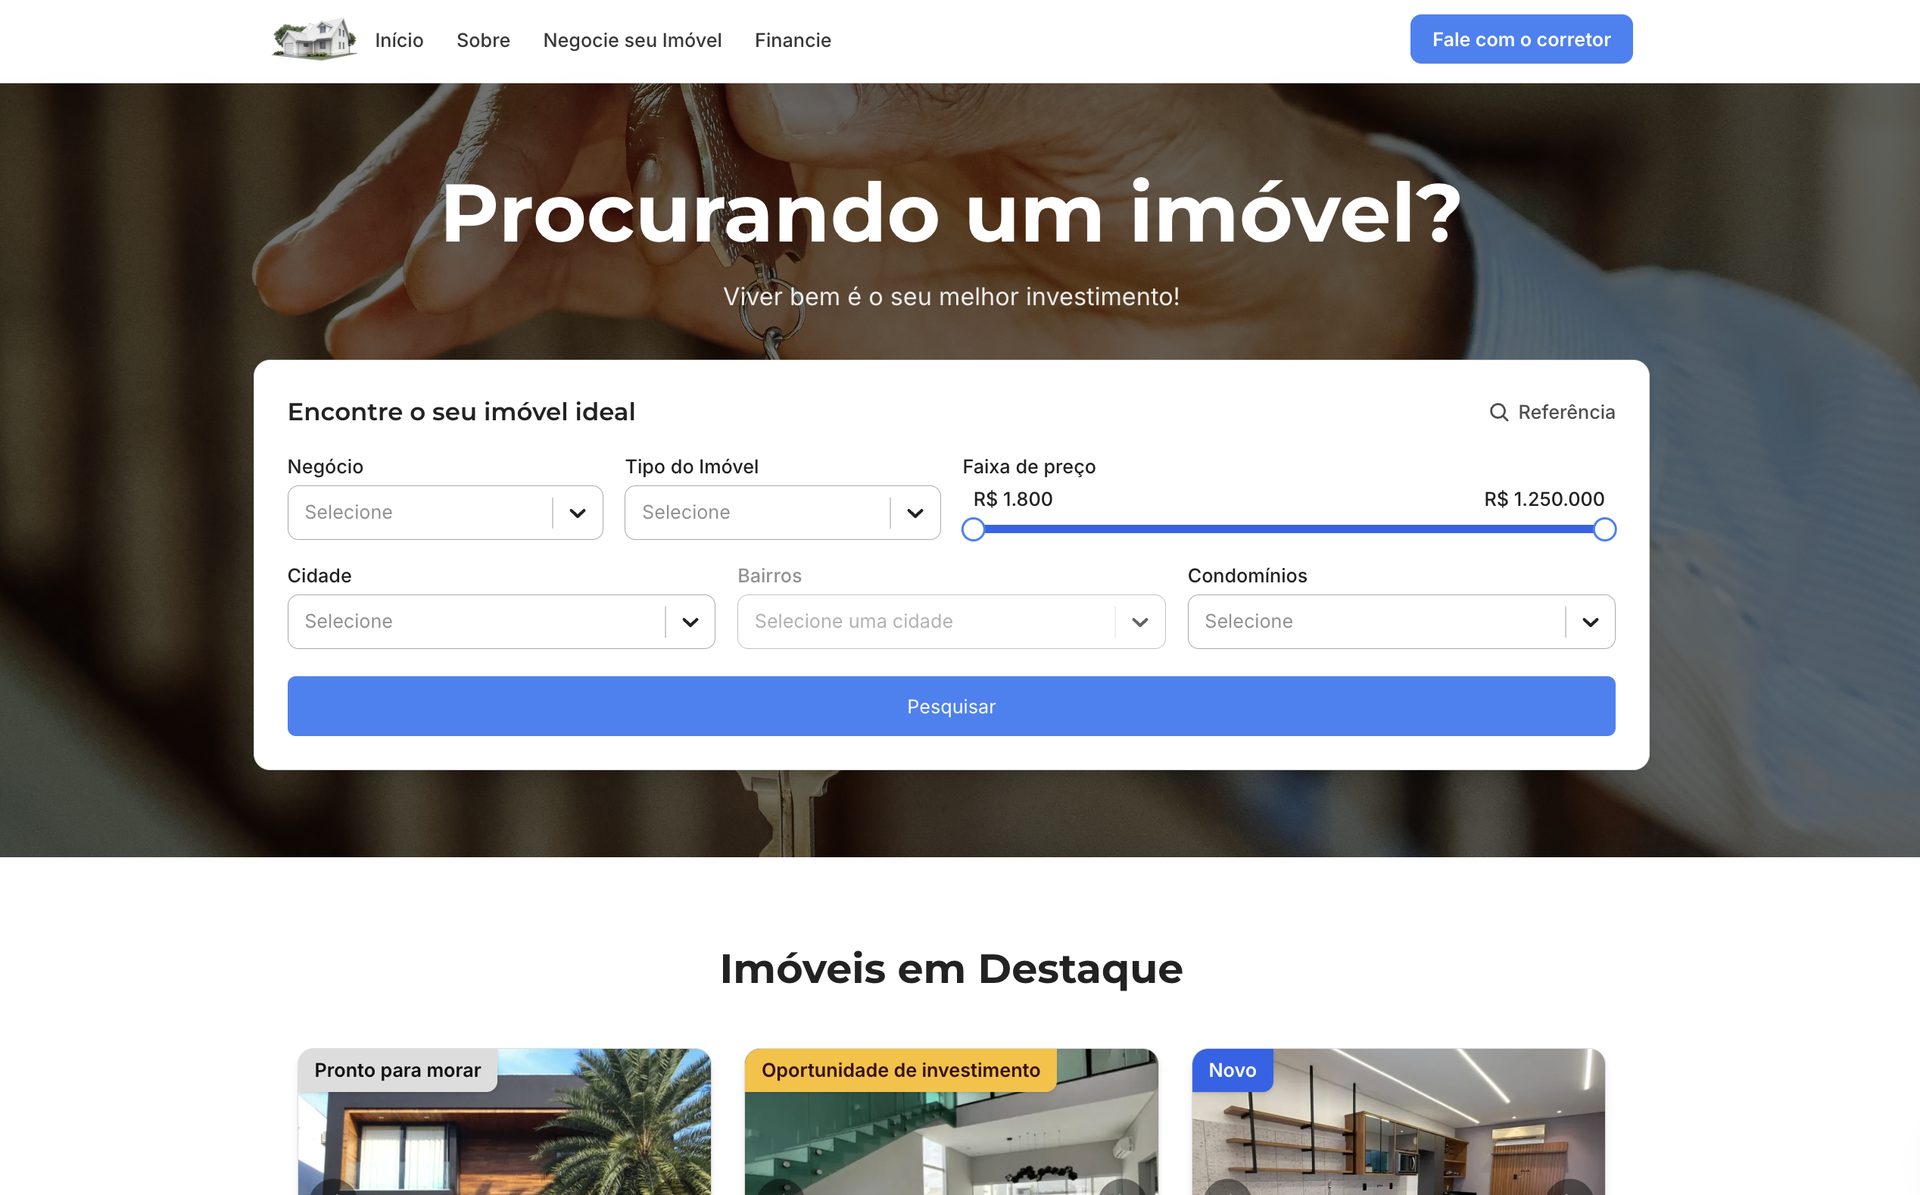 Início Sobre Negocie seu Imóvel Financie Fale com o corretor
Procurando um imóvel?
Viver bem é o seu melhor investimento!
Encontre o seu imóvel ideal Referência
Negócio Tipo do Imóvel Faixa de preço
R$ 1.800 R$ 1.250.000
Selecione Selecione
Cidade Bairros Condomínios
Selecione Selecione uma cidade Selecione
Pesquisar
Imóveis em Destaque
Pronto para morar Oportunidade de investimento Novo